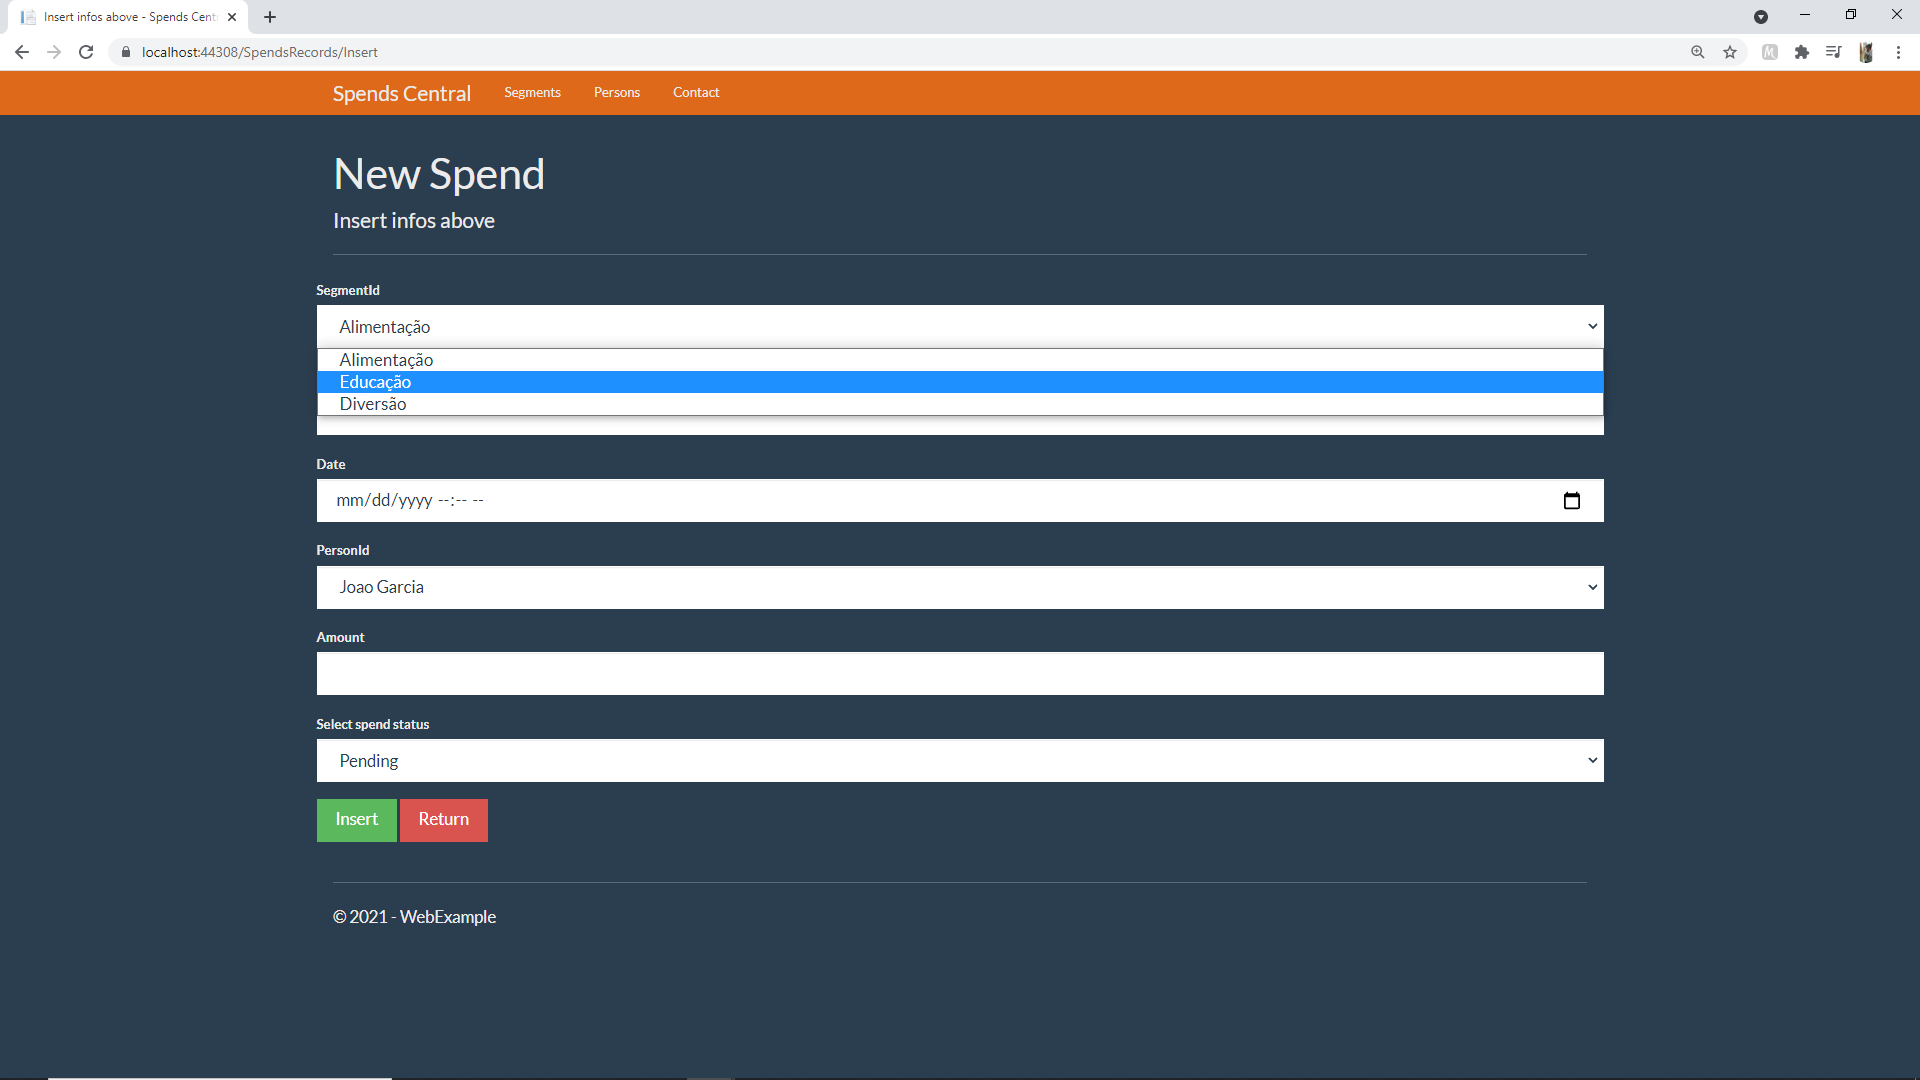 Insert infos above - Spends Cent
localhost:44308/SpendsRecords/Insert
Spends Central Segments Persons Contact
New Spend
Insert infos above
SegmentId
Alimentação
Alimentação
Educação
Diversão
Date
mm/dd/yyyy --:-- --
PersonId
Joao Garcia
Amount
Select spend status
Pending
Insert Return
© 2021 - WebExample